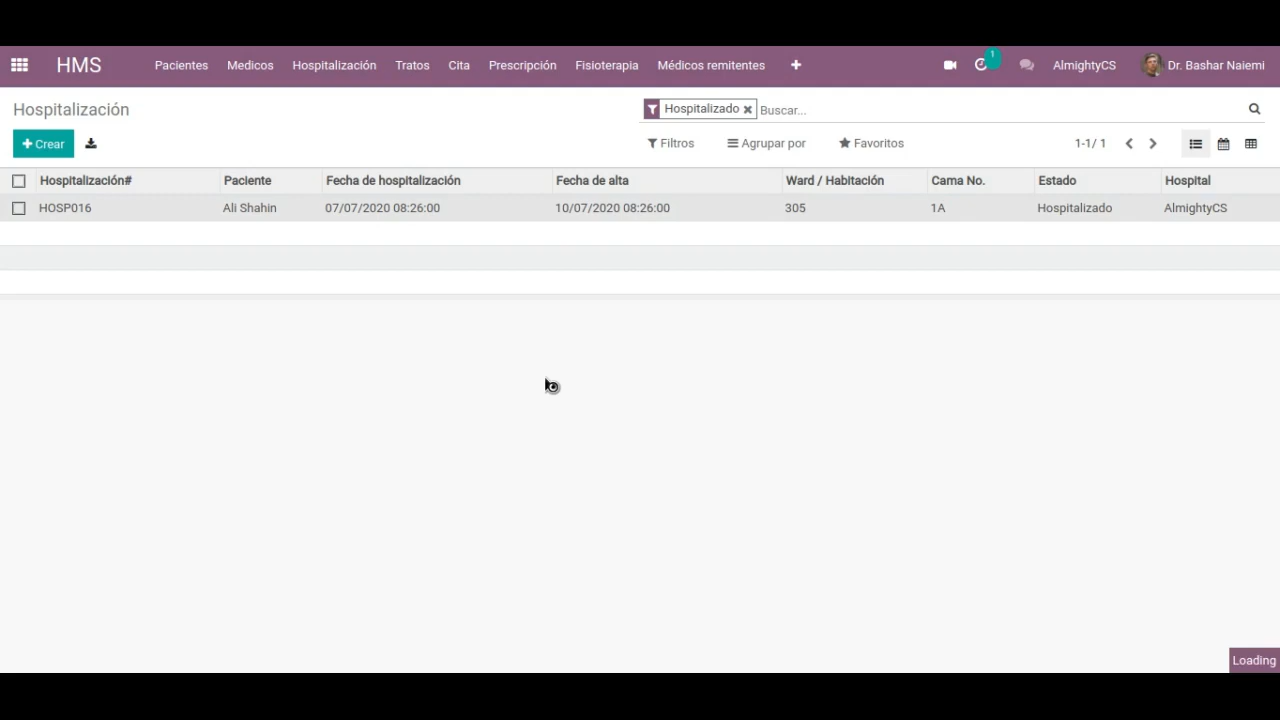 HMS Pacientes Medicos Hospitalización Tratos Cita Prescripción Fisioterapia Médicos remitentes 1 AlmightyCS Dr. Bashar Naiemi
Hospitalización Hospitalizado Buscar...
Crear Filtros Agrupar por Favoritos 1-1/ 1
Hospitalización# Paciente Fecha de hospitalización Fecha de alta Ward / Habitación Cama No. Estado Hospital
HOSP016 Ali Shahin 07/07/2020 08:26:00 10/07/2020 08:26:00 305 1A Hospitalizado AlmightyCS
Loading